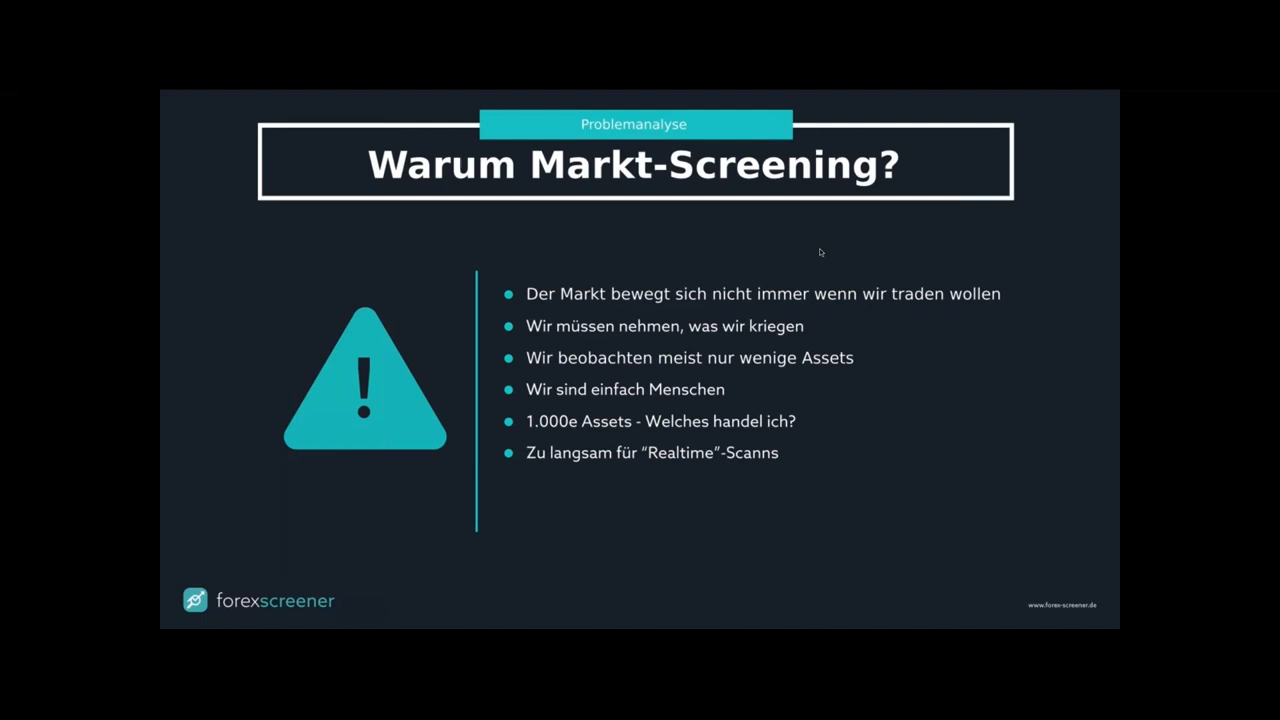 Problemanalyse
Warum Markt-Screening?
Der Markt bewegt sich nicht immer wenn wir traden wollen
Wir müssen nehmen, was wir kriegen
Wir beobachten meist nur wenige Assets
Wir sind einfach Menschen
1.000e Assets - Welches handel ich?
Zu langsam für “Realtime”-Scanns
forexscreener
www.forex-screener.de